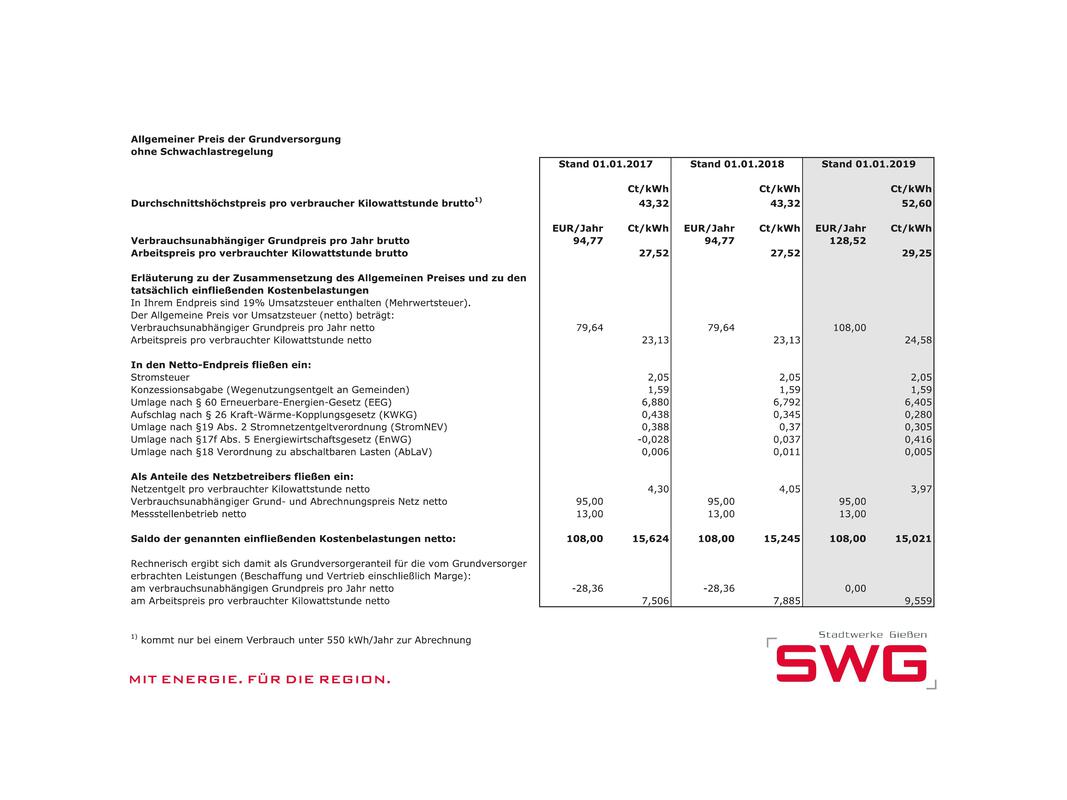 Allgemeiner Preis der Grundversorgung
ohne Schwachlastregelung
Stand 01.01.2017 Stand 01.01.2018 Stand 01.01.2019
Ct/kWh Ct/kWh Ct/kWh
Durchschnittshöchstpreis pro verbraucher Kilowattstunde brutto1) 43,32 43,32 52,60
EUR/Jahr Ct/kWh EUR/Jahr Ct/kWh EUR/Jahr Ct/kWh
Verbrauchsunabhängiger Grundpreis pro Jahr brutto 94,77 94,77 128,52
Arbeitspreis pro verbrauchter Kilowattstunde brutto 27,52 27,52 29,25
Erläuterung zu der Zusammensetzung des Allgemeinen Preises und zu den
tatsächlich einfließenden Kostenbelastungen
In Ihrem Endpreis sind 19% Umsatzsteuer enthalten (Mehrwertsteuer).
Der Allgemeine Preis vor Umsatzsteuer (netto) beträgt:
Verbrauchsunabhängiger Grundpreis pro Jahr netto 79,64 79,64 108,00
Arbeitspreis pro verbrauchter Kilowattstunde netto 23,13 23,13 24,58
In den Netto-Endpreis fließen ein:
Stromsteuer 2,05 2,05 2,05
Konzessionsabgabe (Wegenutzungsentgelt an Gemeinden) 1,59 1,59 1,59
Umlage nach § 60 Erneuerbare-Energien-Gesetz (EEG) 6,880 6,792 6,405
Aufschlag nach § 26 Kraft-Wärme-Kopplungsgesetz (KWKG) 0,438 0,345 0,280
Umlage nach §19 Abs. 2 Stromnetzentgeltverordnung (StromNEV) 0,388 0,37 0,305
Umlage nach §17f Abs. 5 Energiewirtschaftsgesetz (EnWG) -0,028 0,037 0,416
Umlage nach §18 Verordnung zu abschaltbaren Lasten (AbLaV) 0,006 0,011 0,005
Als Anteile des Netzbetreibers fließen ein:
Netzentgelt pro verbrauchter Kilowattstunde netto 4,30 4,05 3,97
Verbrauchsunabhängiger Grund- und Abrechnungspreis Netz netto 95,00 95,00 95,00
Messstellenbetrieb netto 13,00 13,00 13,00
Saldo der genannten einfließenden Kostenbelastungen netto: 108,00 15,624 108,00 15,245 108,00 15,021
Rechnerisch ergibt sich damit als Grundversorgeranteil für die vom Grundversorger
erbrachten Leistungen (Beschaffung und Vertrieb einschließlich Marge):
am verbrauchsunabhängigen Grundpreis pro Jahr netto -28,36 -28,36 0,00
am Arbeitspreis pro verbrauchter Kilowattstunde netto 7,506 7,885 9,559
1) kommt nur bei einem Verbrauch unter 550 kWh/Jahr zur Abrechnung
Stadtwerke Gießen
SWG
MIT ENERGIE. FÜR DIE REGION.